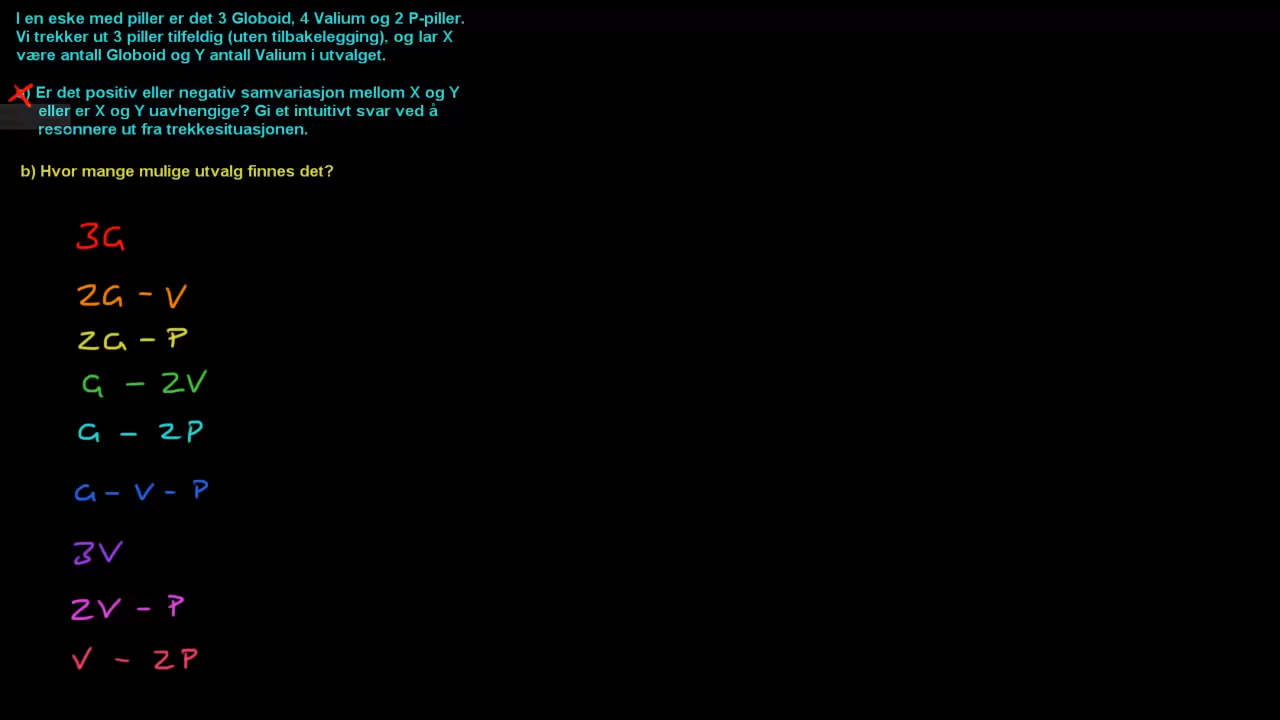 I en eske med piller er det 3 Globoid, 4 Valium og 2 P-piller.
Vi trekker ut 3 piller tilfeldig (uten tilbakelegging), og lar X
være antall Globoid og Y antall Valium i utvalget.
) Er det positiv eller negativ samvariasjon mellom X og Y
eller er X og Y uavhengige? Gi et intuitivt svar ved å
resonnere ut fra trekkesituasjonen.
b) Hvor mange mulige utvalg finnes det?
3G
2G - V
2G - P
G - 2V
G - 2P
G - V - P
3V
2V - P
V - 2P